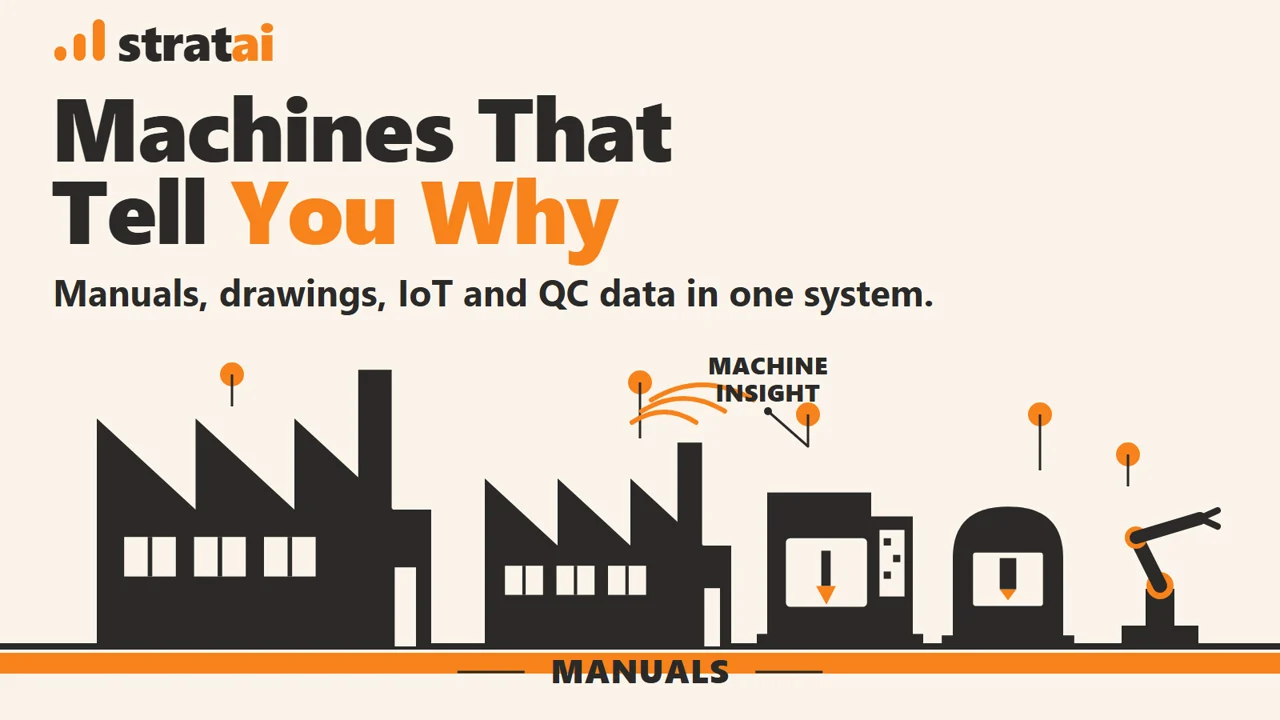 stratai
Machines That
Tell You Why
Manuals, drawings, IoT and QC data in one system.
MACHINE
INSIGHT
MANUALS